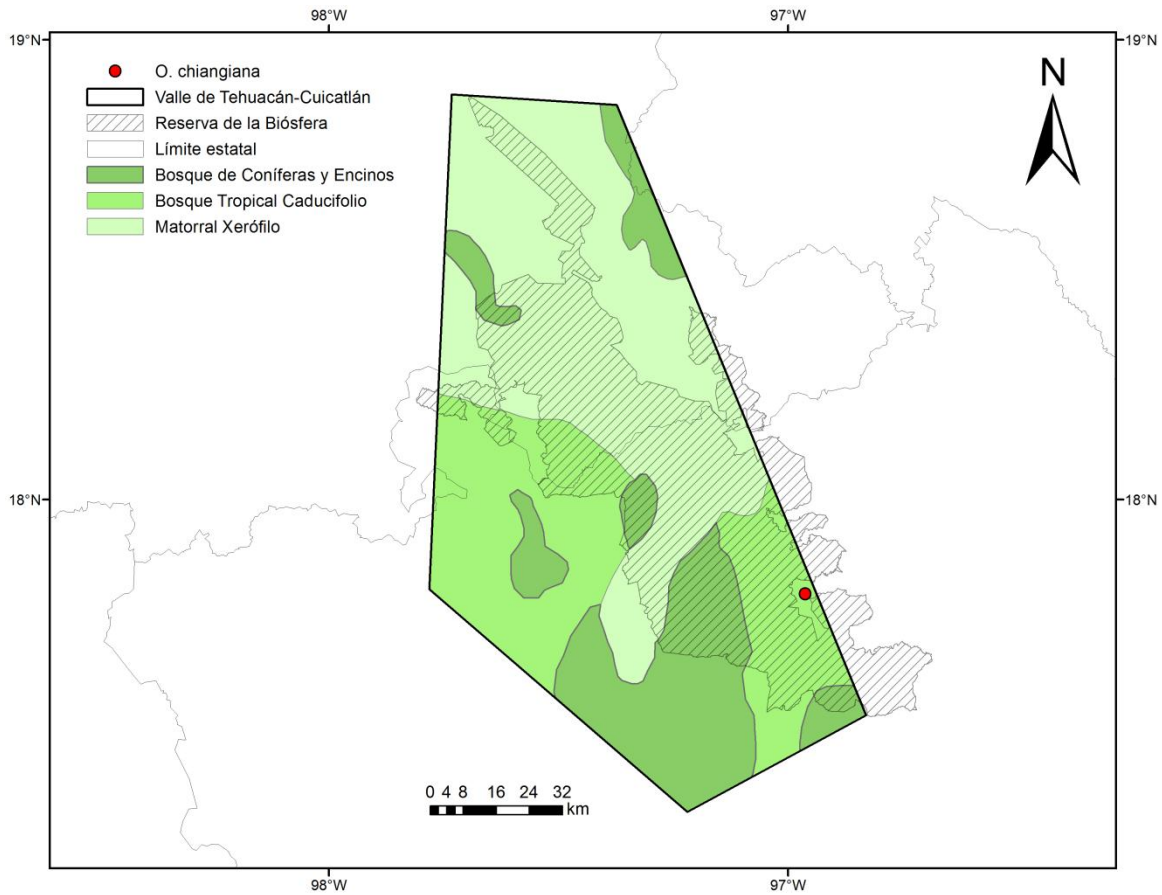 98°W 97°W
19°N 19°N
N
O. chiangiana
Valle de Tehuacán-Cuicatlán
Reserva de la Biósfera
Límite estatal
Bosque de Coníferas y Encinos
Bosque Tropical Caducifolio
Matorral Xerófilo
18°N 18°N
0 4 8 16 24 32
km
98°W 97°W